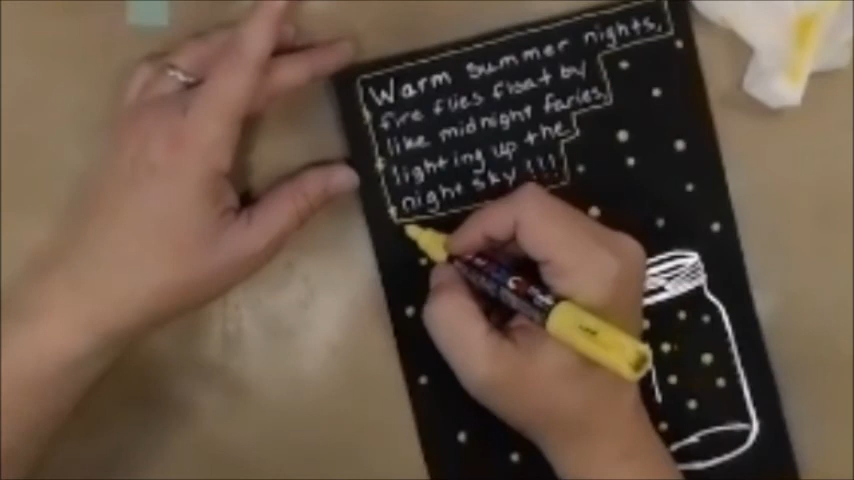 Warm summer nights,
fire flies float by
like midnight faries
lighting up the
night sky !!!